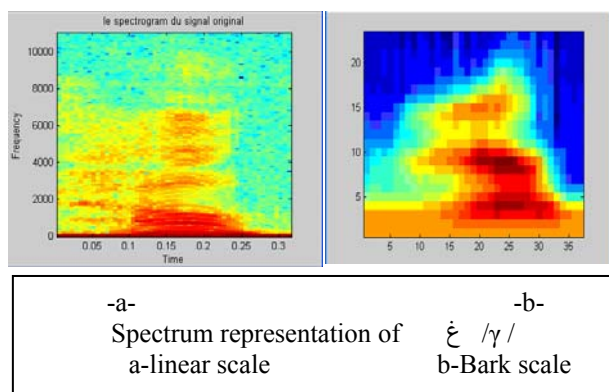 le spectrogram du signal original
10000
8000
6000
4000
2000
0
Frequency
0.05 0.1 0.15 0.2 0.25 0.3
Time
20
15
10
5
5 10 15 20 25 30 35
-a- -b-
Spectrum representation of غ /γ /
a-linear scale b-Bark scale